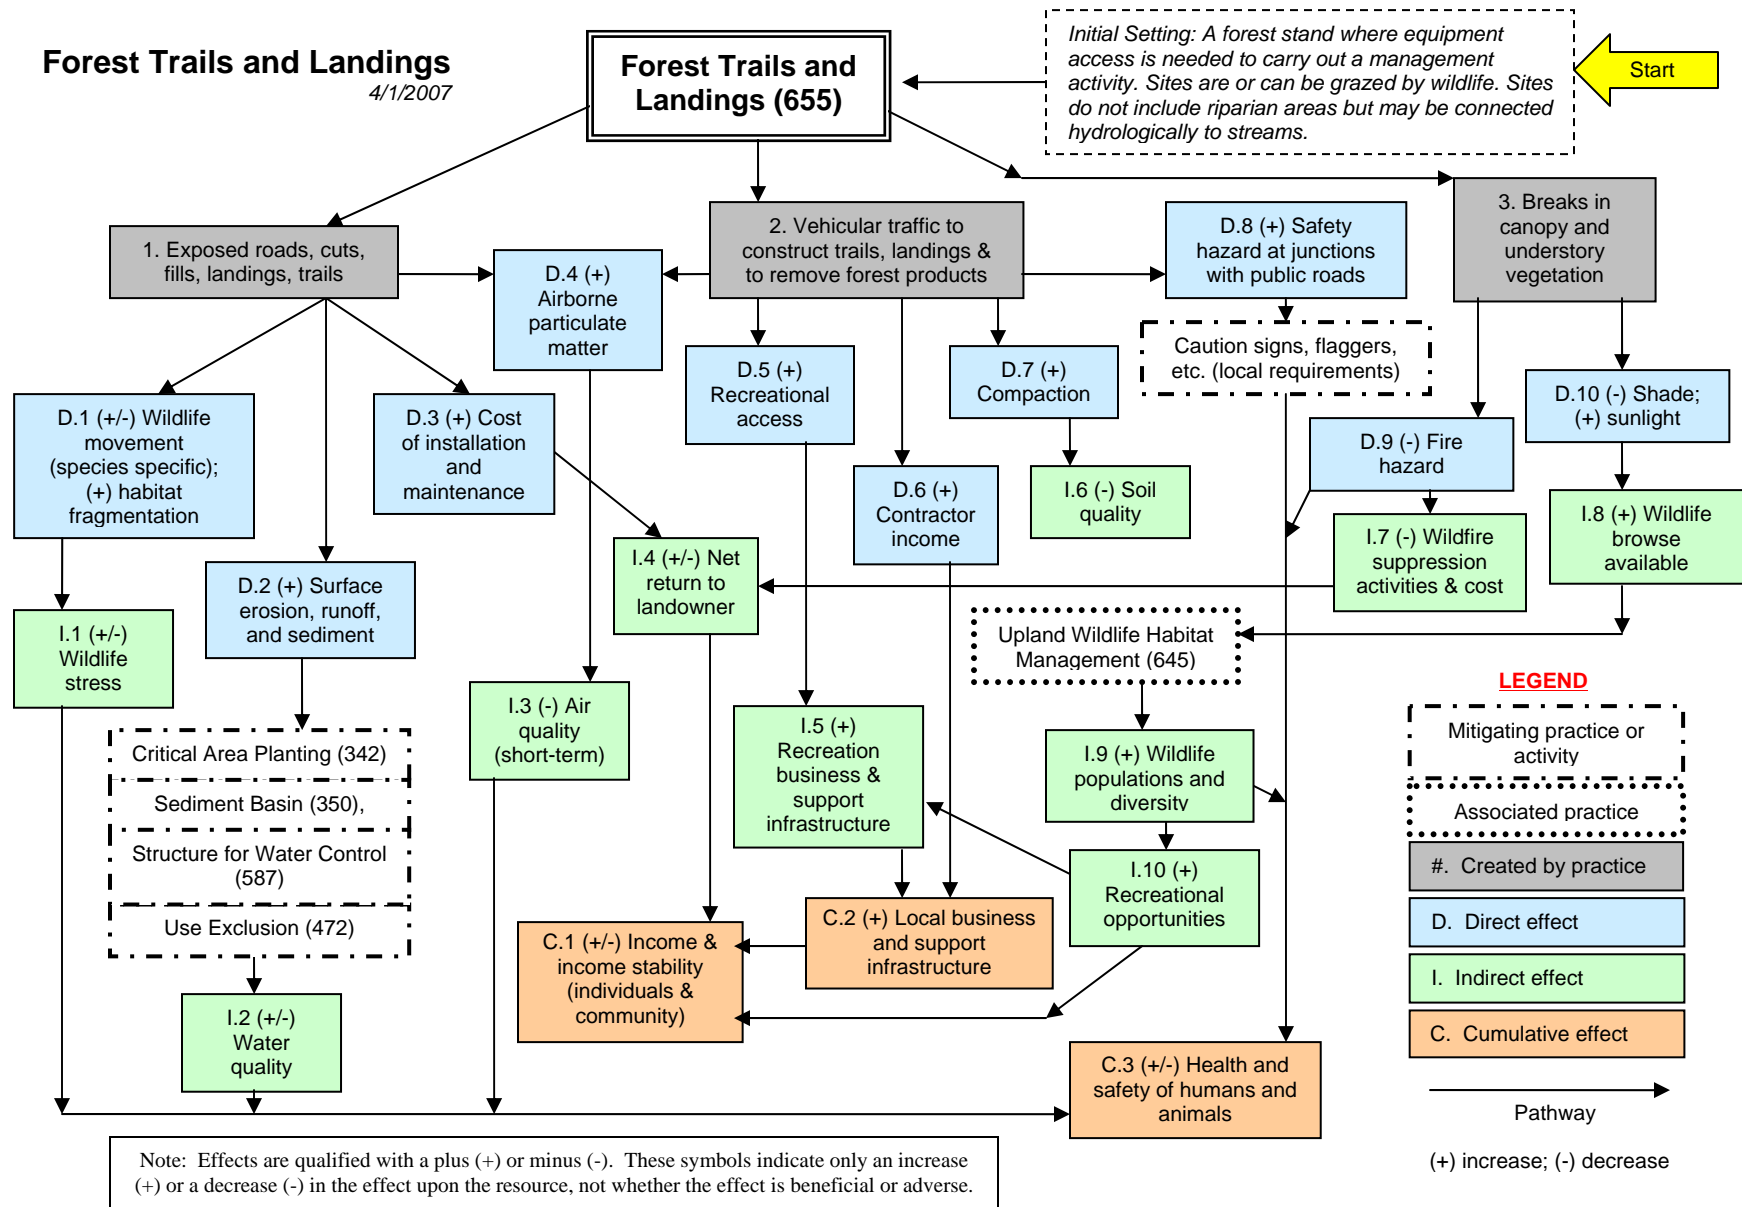 Forest Trails and Landings
4/1/2007
Forest Trails and
Landings (655)
Initial Setting: A forest stand where equipment
access is needed to carry out a management
activity. Sites are or can be grazed by wildlife. Sites
do not include riparian areas but may be connected
hydrologically to streams.
Start
1. Exposed roads, cuts,
fills, landings, trails
2. Vehicular traffic to
construct trails, landings &
to remove forest products
3. Breaks in
canopy and
understory
vegetation
D.4 (+)
Airborne
particulate
matter
D.8 (+) Safety
hazard at junctions
with public roads
Caution signs, flaggers,
etc. (local requirements)
D.1 (+/-) Wildlife
movement
(species specific);
(+) habitat
fragmentation
D.3 (+) Cost
of installation
and
maintenance
D.5 (+)
Recreational
access
D.7 (+)
Compaction
D.10 (-) Shade;
(+) sunlight
D.9 (-) Fire
hazard
D.6 (+)
Contractor
income
I.6 (-) Soil
quality
I.8 (+) Wildlife
browse
available
I.7 (-) Wildfire
suppression
activities & cost
I.4 (+/-) Net
return to
landowner
D.2 (+) Surface
erosion, runoff,
and sediment
I.1 (+/-)
Wildlife
stress
Upland Wildlife Habitat
Management (645)
I.3 (-) Air
quality
(short-term)
I.5 (+)
Recreation
business &
support
infrastructure
I.9 (+) Wildlife
populations and
diversity
Critical Area Planting (342)
Sediment Basin (350),
Structure for Water Control
(587)
Use Exclusion (472)
I.10 (+)
Recreational
opportunities
C.2 (+) Local business
and support
infrastructure
C.1 (+/-) Income &
income stability
(individuals &
community)
I.2 (+/-)
Water
quality
C.3 (+/-) Health and
safety of humans and
animals
LEGEND
Mitigating practice or
activity
Associated practice
#. Created by practice
D. Direct effect
I. Indirect effect
C. Cumulative effect
Pathway
(+) increase; (-) decrease
Note: Effects are qualified with a plus (+) or minus (-). These symbols indicate only an increase
(+) or a decrease (-) in the effect upon the resource, not whether the effect is beneficial or adverse.